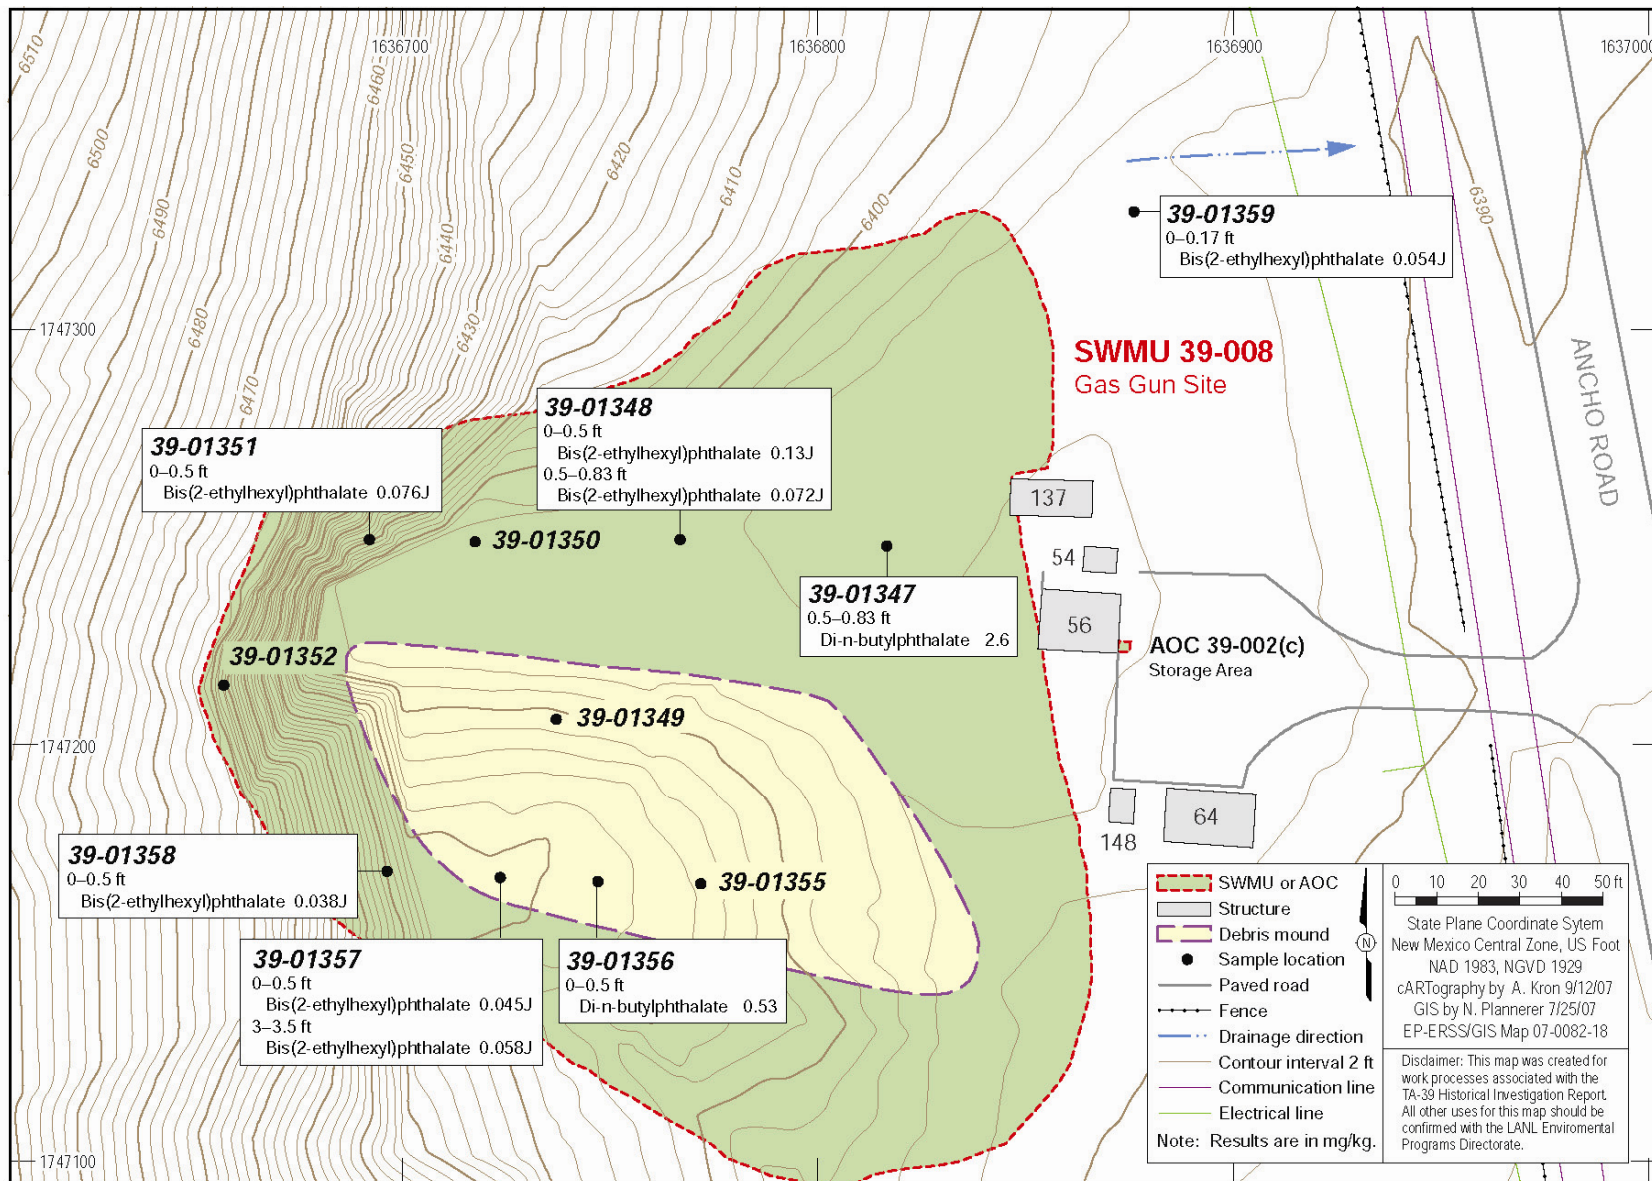 1636700
1636800
1636900
1637000
6510
6500
6490
6480
6470
6460
6450
6440
6430
6420
6410
6400
6390
1747300
1747200
1747100
39-01359
0–0.17 ft
Bis(2-ethylhexyl)phthalate 0.054J
SWMU 39-008
Gas Gun Site
ANCHO ROAD
39-01348
0–0.5 ft
Bis(2-ethylhexyl)phthalate 0.13J
0.5–0.83 ft
Bis(2-ethylhexyl)phthalate 0.072J
39-01351
0–0.5 ft
Bis(2-ethylhexyl)phthalate 0.076J
39-01350
137
54
56
39-01347
0.5–0.83 ft
Di-n-butylphthalate 2.6
AOC 39-002(c)
Storage Area
39-01352
39-01349
64
148
39-01358
0–0.5 ft
Bis(2-ethylhexyl)phthalate 0.038J
39-01355
39-01357
0–0.5 ft
Bis(2-ethylhexyl)phthalate 0.045J
3–3.5 ft
Bis(2-ethylhexyl)phthalate 0.058J
39-01356
0–0.5 ft
Di-n-butylphthalate 0.53
SWMU or AOC
Structure
Debris mound
Sample location
Paved road
Fence
Drainage direction
Contour interval 2 ft
Communication line
Electrical line
Note: Results are in mg/kg.
N
0 10 20 30 40 50 ft
State Plane Coordinate Sytem
New Mexico Central Zone, US Foot
NAD 1983, NGVD 1929
cARTography by A. Kron 9/12/07
GIS by N. Plannerer 7/25/07
EP-ERSS/GIS Map 07-0082-18
Disclaimer: This map was created for
work processes associated with the
TA-39 Historical Investigation Report.
All other uses for this map should be
confirmed with the LANL Enviromental
Programs Directorate.